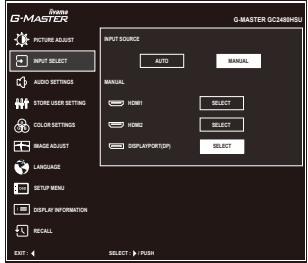 iiyama
G-MASTER
G-MASTER GC2480HSU
PICTURE ADJUST
INPUT SELECT
AUDIO SETTINGS
STORE USER SETTING
COLOR SETTINGS
IMAGE ADJUST
LANGUAGE
OSD SETUP MENU
DISPLAY INFORMATION
RECALL
INPUT SOURCE
AUTO MANUAL
MANUAL
HDMI1 SELECT
HDMI2 SELECT
DISPLAYPORT(DP) SELECT
EXIT : SELECT : / PUSH